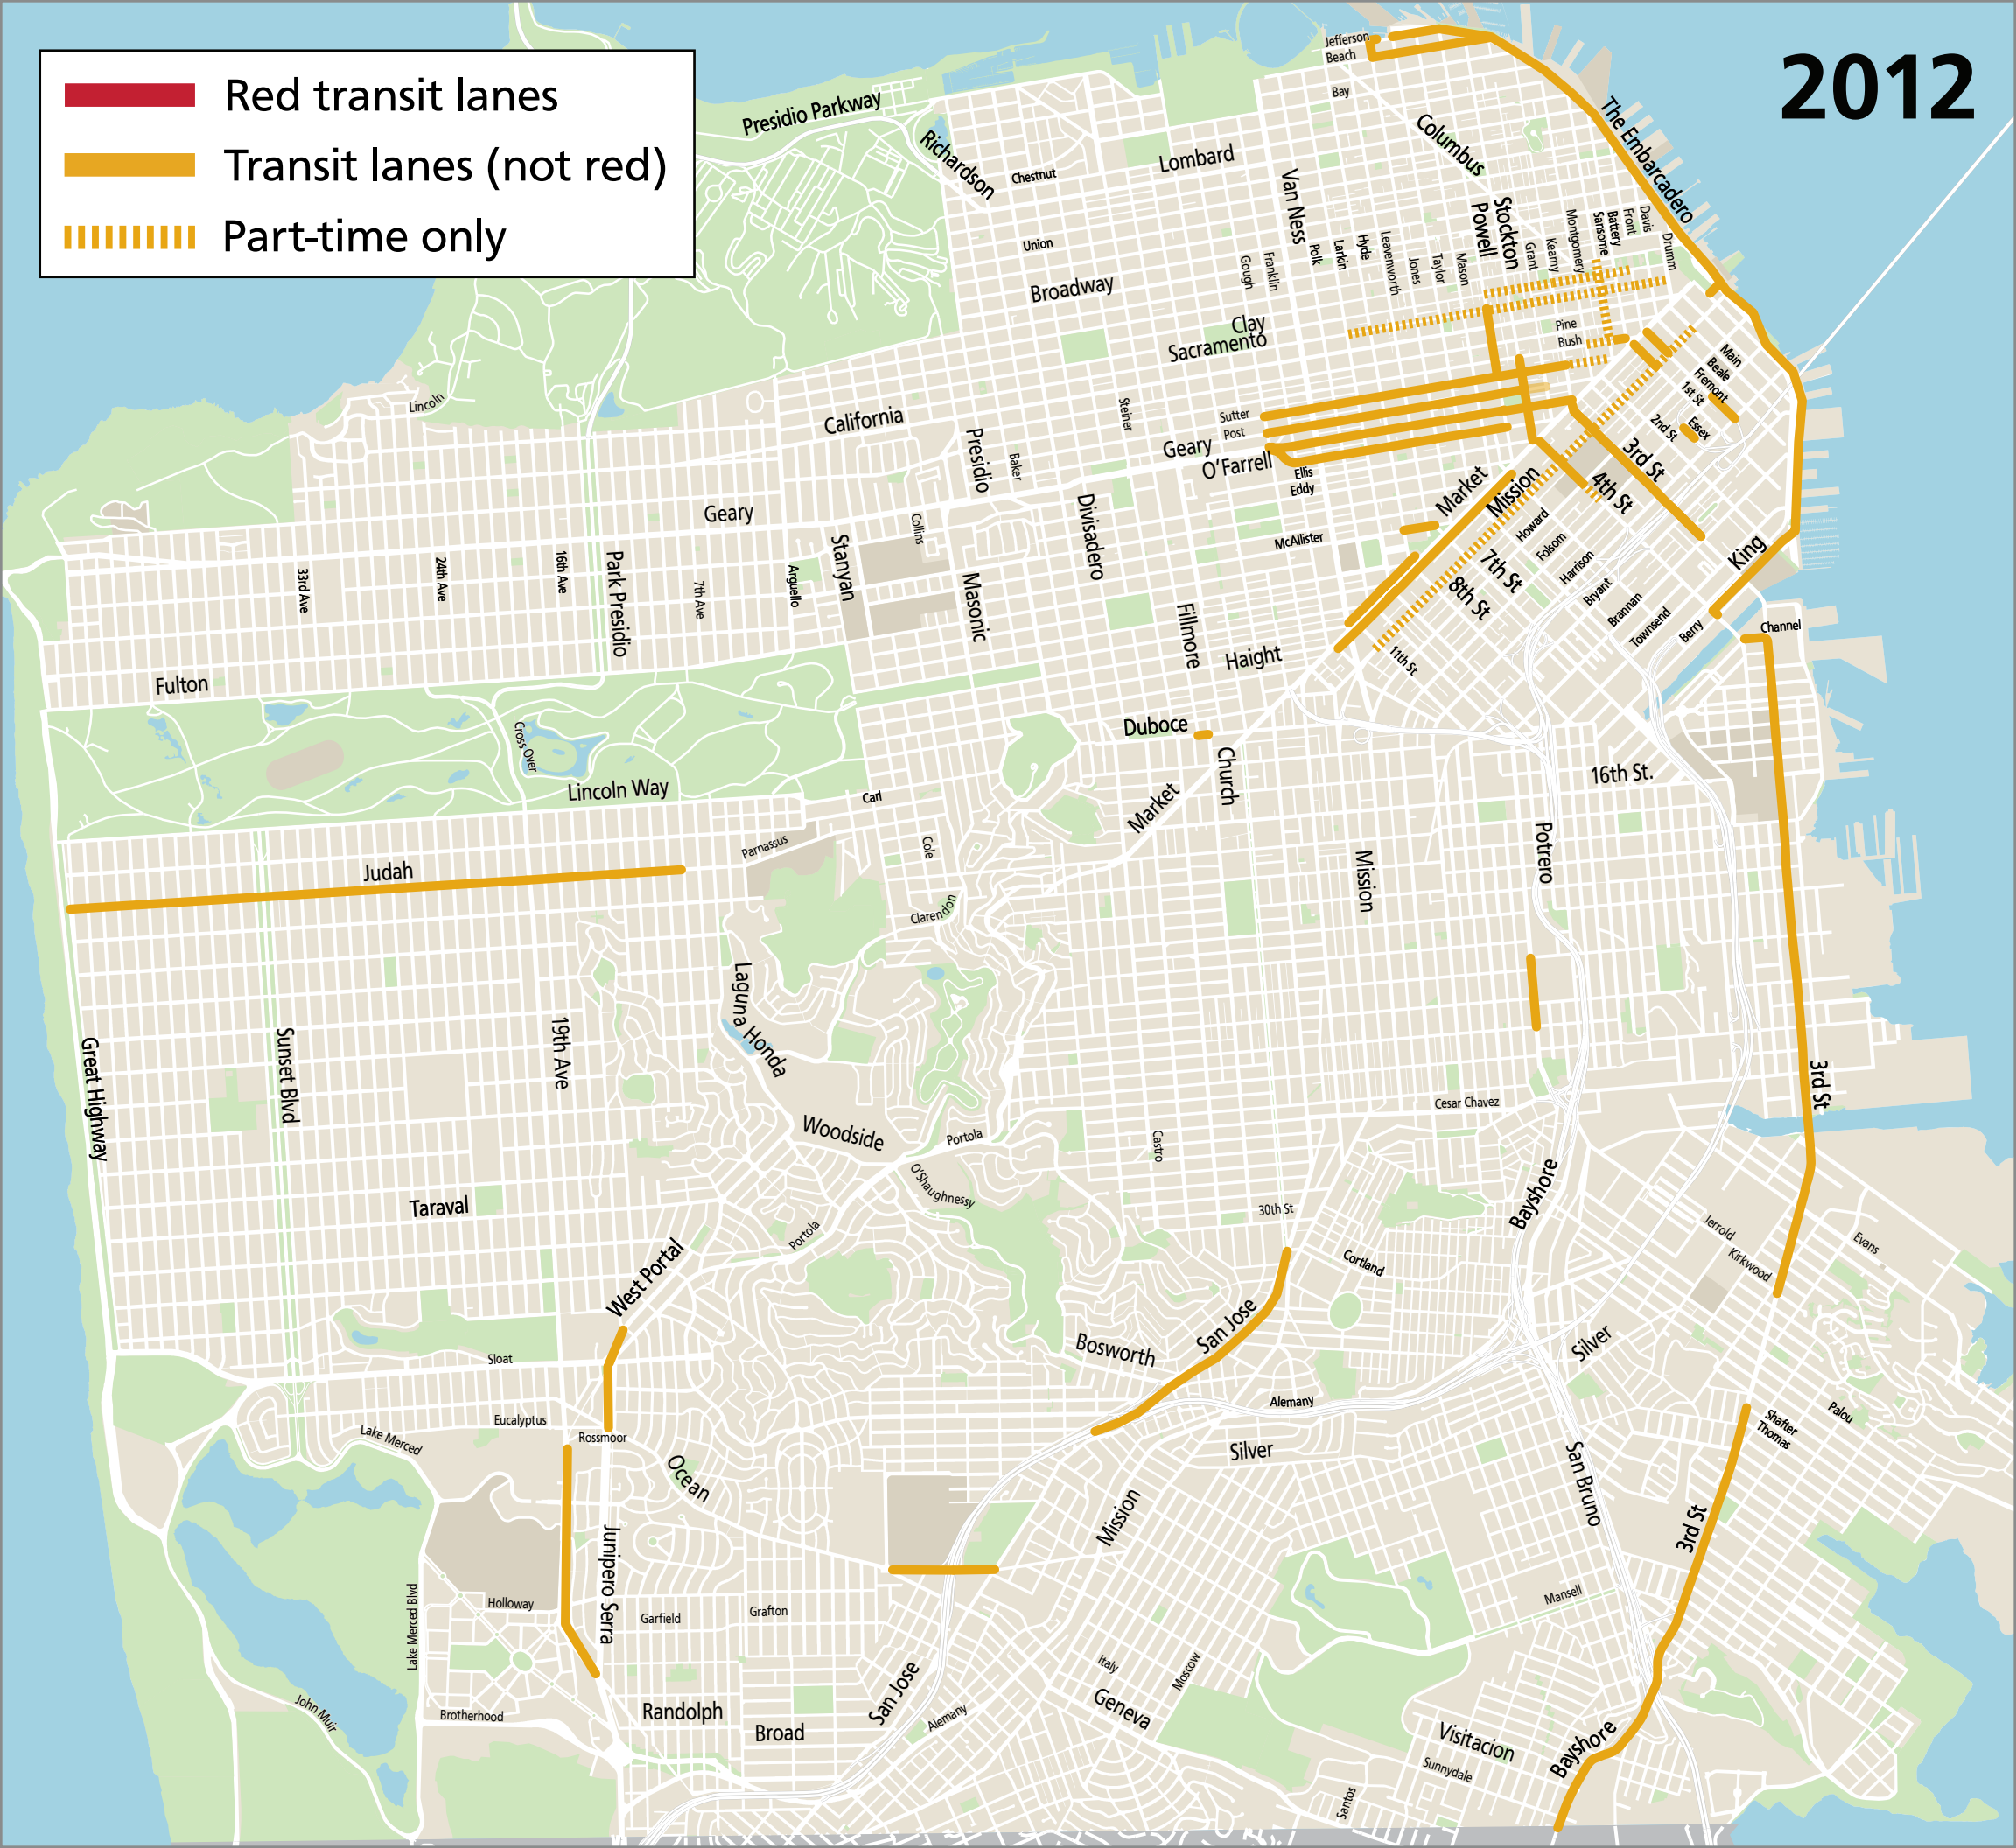 2012
Red transit lanes
Transit lanes (not red)
Part-time only
Jefferson
Beach
Bay
Presidio Parkway
Richardson
Chestnut
Lombard
Columbus
The Embarcadero
Van Ness
Union
Broadway
Gough
Franklin
Polk
Larkin
Hyde
Leavenworth
Jones
Taylor
Mason
Powell
Stockton
Grant
Kearny
Montgomery
Sansome
Battery
Front
Davis
Drumm
Clay
Sacramento
Pine
Bush
Main
Beale
Fremont
1st St
Essex
2nd St
Lincoln
California
Presidio
Baker
Steiner
Sutter
Post
Geary
O'Farrell
Ellis
Eddy
Market
Mission
3rd St
4th St
Geary
Collins
Divisadero
McAllister
Howard
Folsom
Harrison
Bryant
Brannan
Townsend
Berry
King
Channel
7th St
8th St
11th St
33rd Ave
24th Ave
16th Ave
Park Presidio
7th Ave
Arguello
Stanyan
Masonic
Fillmore
Haight
Fulton
Cross Over
Lincoln Way
Carl
Duboce
Church
Market
16th St.
Judah
Parnassus
Cole
Clarendon
Mission
Potrero
Laguna Honda
Great Highway
Sunset Blvd
19th Ave
Woodside
Portola
O'Shaughnessy
Castro
Cesar Chavez
3rd St
Taraval
West Portal
Portola
30th St
Cortland
Bayshore
Jerrold
Kirkwood
Evans
San Jose
Bosworth
Silver
Sloat
Eucalyptus
Rossmoor
Lake Merced
Ocean
Alemany
Silver
Palou
Shafter
Thomas
San Bruno
3rd St
Mission
Junipero Serra
Holloway
Lake Merced Blvd
Garfield
Grafton
Mansell
Italy
Moscow
Geneva
San Jose
Alemany
Randolph
Broad
Brotherhood
John Muir
Visitacion
Sunnydale
Santos
Bayshore